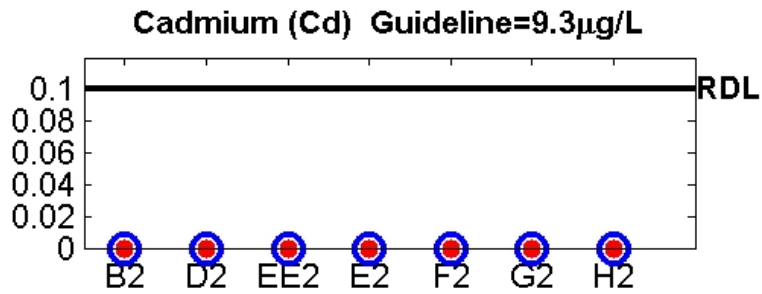 Cadmium (Cd) Guideline=9.3µg/L
0.1
RDL
0.08
0.06
0.04
0.02
0
B2 D2 EE2 E2 F2 G2 H2